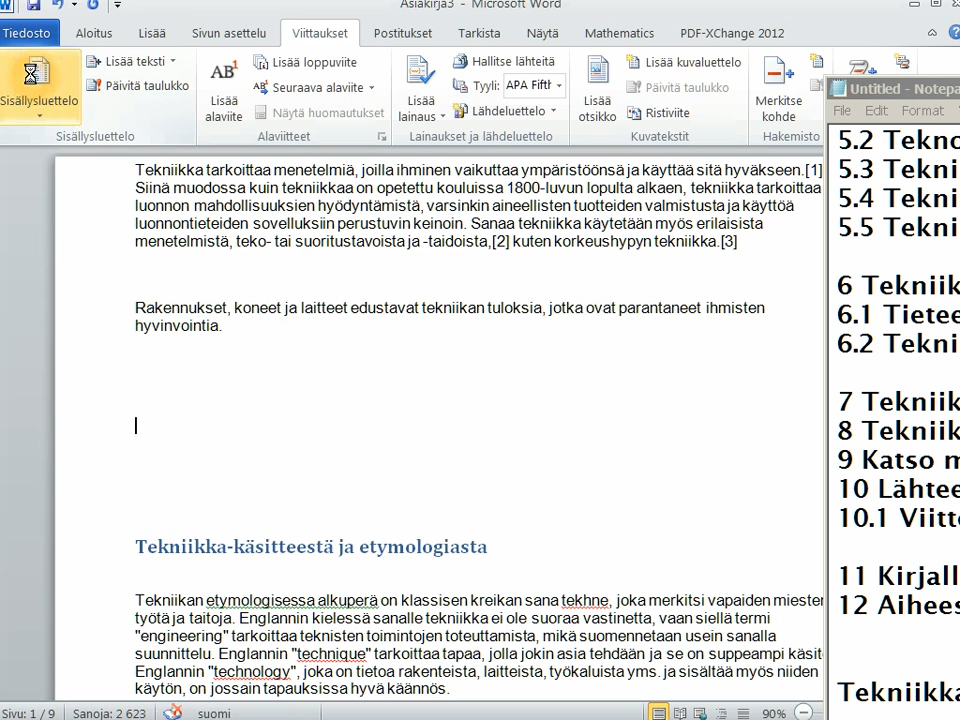 Asiakirja3 - Microsoft Word
Tiedosto Aloitus Lisää Sivun asettelu Viittaukset Postitukset Tarkista Näytä Mathematics PDF-XChange 2012
Sisällysluettelo
Lisää teksti
Päivitä taulukko
Sisällysluettelo
AB¹
Lisää alaviite
Lisää loppuviite
Seuraava alaviite
Näytä huomautukset
Alaviitteet
Lisää lainaus
Hallitse lähteitä
Tyyli: APA Fifth
Lähdeluettelo
Lainaukset ja lähdeluettelo
Lisää otsikko
Lisää kuvaluettelo
Päivitä taulukko
Ristiviite
Kuvatekstit
Merkitse kohde
Hakemisto
Tekniikka tarkoittaa menetelmiä, joilla ihminen vaikuttaa ympäristöönsä ja käyttää sitä hyväkseen.[1]
Siinä muodossa kuin tekniikkaa on opetettu kouluissa 1800-luvun lopulta alkaen, tekniikka tarkoittaa
luonnon mahdollisuuksien hyödyntämistä, varsinkin aineellisten tuotteiden valmistusta ja käyttöä
luonnontieteiden sovelluksiin perustuvin keinoin. Sanaa tekniikka käytetään myös erilaisista
menetelmistä, teko- tai suoritustavoista ja -taidoista,[2] kuten korkeushypyn tekniikka.[3]
Rakennukset, koneet ja laitteet edustavat tekniikan tuloksia, jotka ovat parantaneet ihmisten
hyvinvointia.
Tekniikka-käsitteestä ja etymologiasta
Tekniikan etymologisessa alkuperä on klassisen kreikan sana tekhne, joka merkitsi vapaiden miesten
työtä ja taitoja. Englannin kielessä sanalle tekniikka ei ole suoraa vastinetta, vaan siellä termi
"engineering" tarkoittaa teknisten toimintojen toteuttamista, mikä suomennetaan usein sanalla
suunnittelu. Englannin "technique" tarkoittaa tapaa, jolla jokin asia tehdään ja se on suppeampi käsit
Englannin "technology", joka on tietoa rakenteista, laitteista, työkaluista yms. ja sisältää myös niiden
käytön, on jossain tapauksissa hyvä käännös.
Sivu: 1 / 9 Sanoja: 2 623 suomi 90%
Untitled - Notepa
File Edit Format
5.2 Tekno
5.3 Tekni
5.4 Tekni
5.5 Tekni
6 Tekniik
6.1 Tietee
6.2 Tekni
7 Tekniik
8 Tekniik
9 Katso m
10 Lähtee
10.1 Viitt
11 Kirjall
12 Aihees
Tekniikka